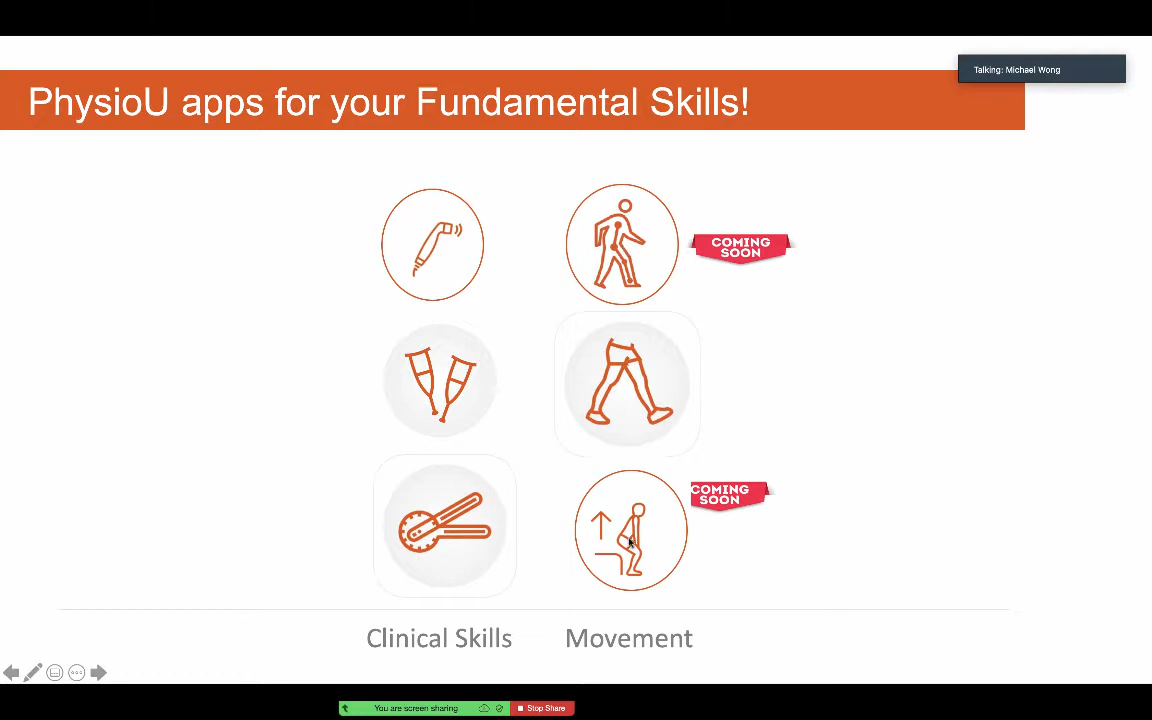 Talking: Michael Wong
PhysioU apps for your Fundamental Skills!
COMING
SOON
COMING
SOON
Clinical Skills
Movement
You are screen sharing
Stop Share